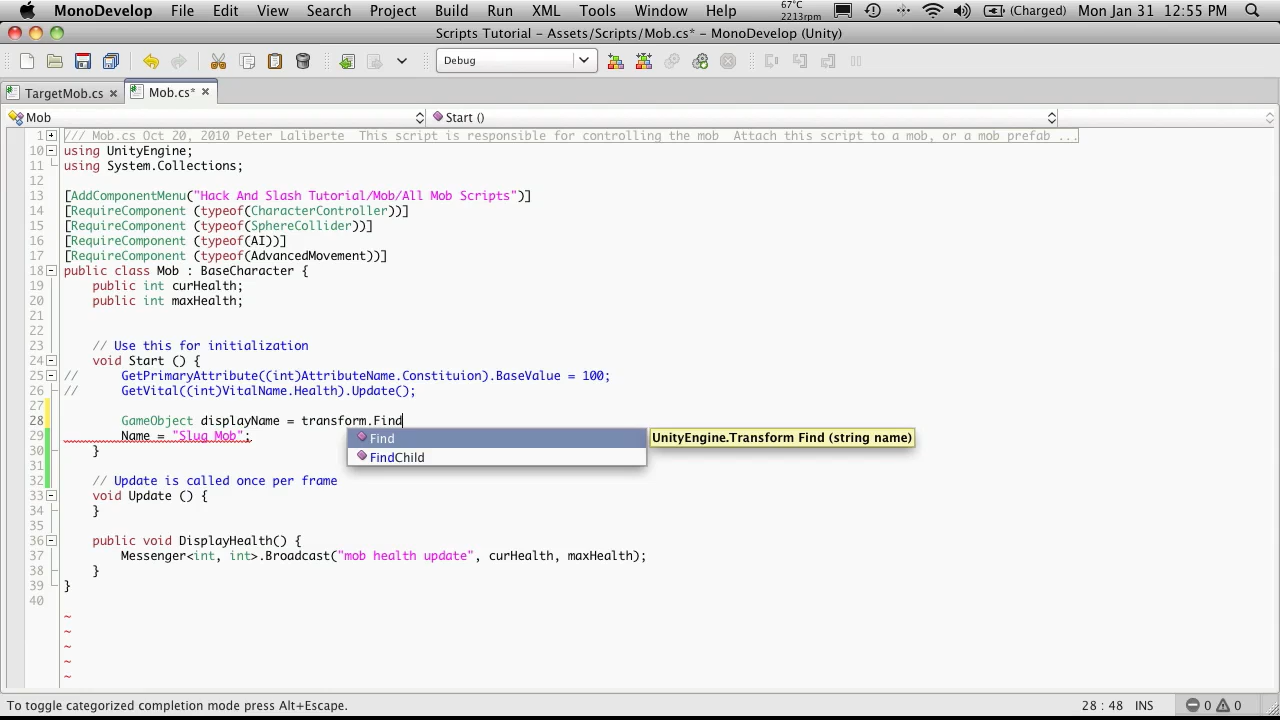 MonoDevelop File Edit View Search Project Build Run XML Tools Window Help 67°C 2213rpm (Charged) Mon Jan 31 12:55 PM
Scripts Tutorial - Assets/Scripts/Mob.cs* - MonoDevelop (Unity)
Debug
TargetMob.cs × Mob.cs* ×
Mob Start ()
1 /// Mob.cs Oct 20, 2010 Peter Laliberte This script is responsible for controlling the mob Attach this script to a mob, or a mob prefab ...
10 using UnityEngine;
11 using System.Collections;
12
13 [AddComponentMenu("Hack And Slash Tutorial/Mob/All Mob Scripts")]
14 [RequireComponent (typeof(CharacterController))]
15 [RequireComponent (typeof(SphereCollider))]
16 [RequireComponent (typeof(AI))]
17 [RequireComponent (typeof(AdvancedMovement))]
18 public class Mob : BaseCharacter {
19 public int curHealth;
20 public int maxHealth;
21
22
23 // Use this for initialization
24 void Start () {
25 // GetPrimaryAttribute((int)AttributeName.Constituion).BaseValue = 100;
26 // GetVital((int)VitalName.Health).Update();
27
28 GameObject displayName = transform.Find
29 Name = "Slug Mob";
Find UnityEngine.Transform Find (string name)
30 }
FindChild
31
32 // Update is called once per frame
33 void Update () {
34 }
35
36 public void DisplayHealth() {
37 Messenger<int, int>.Broadcast("mob health update", curHealth, maxHealth);
38 }
39 }
40
~
~
~
~
~
To toggle categorized completion mode press Alt+Escape. 28 : 48 INS 0 0